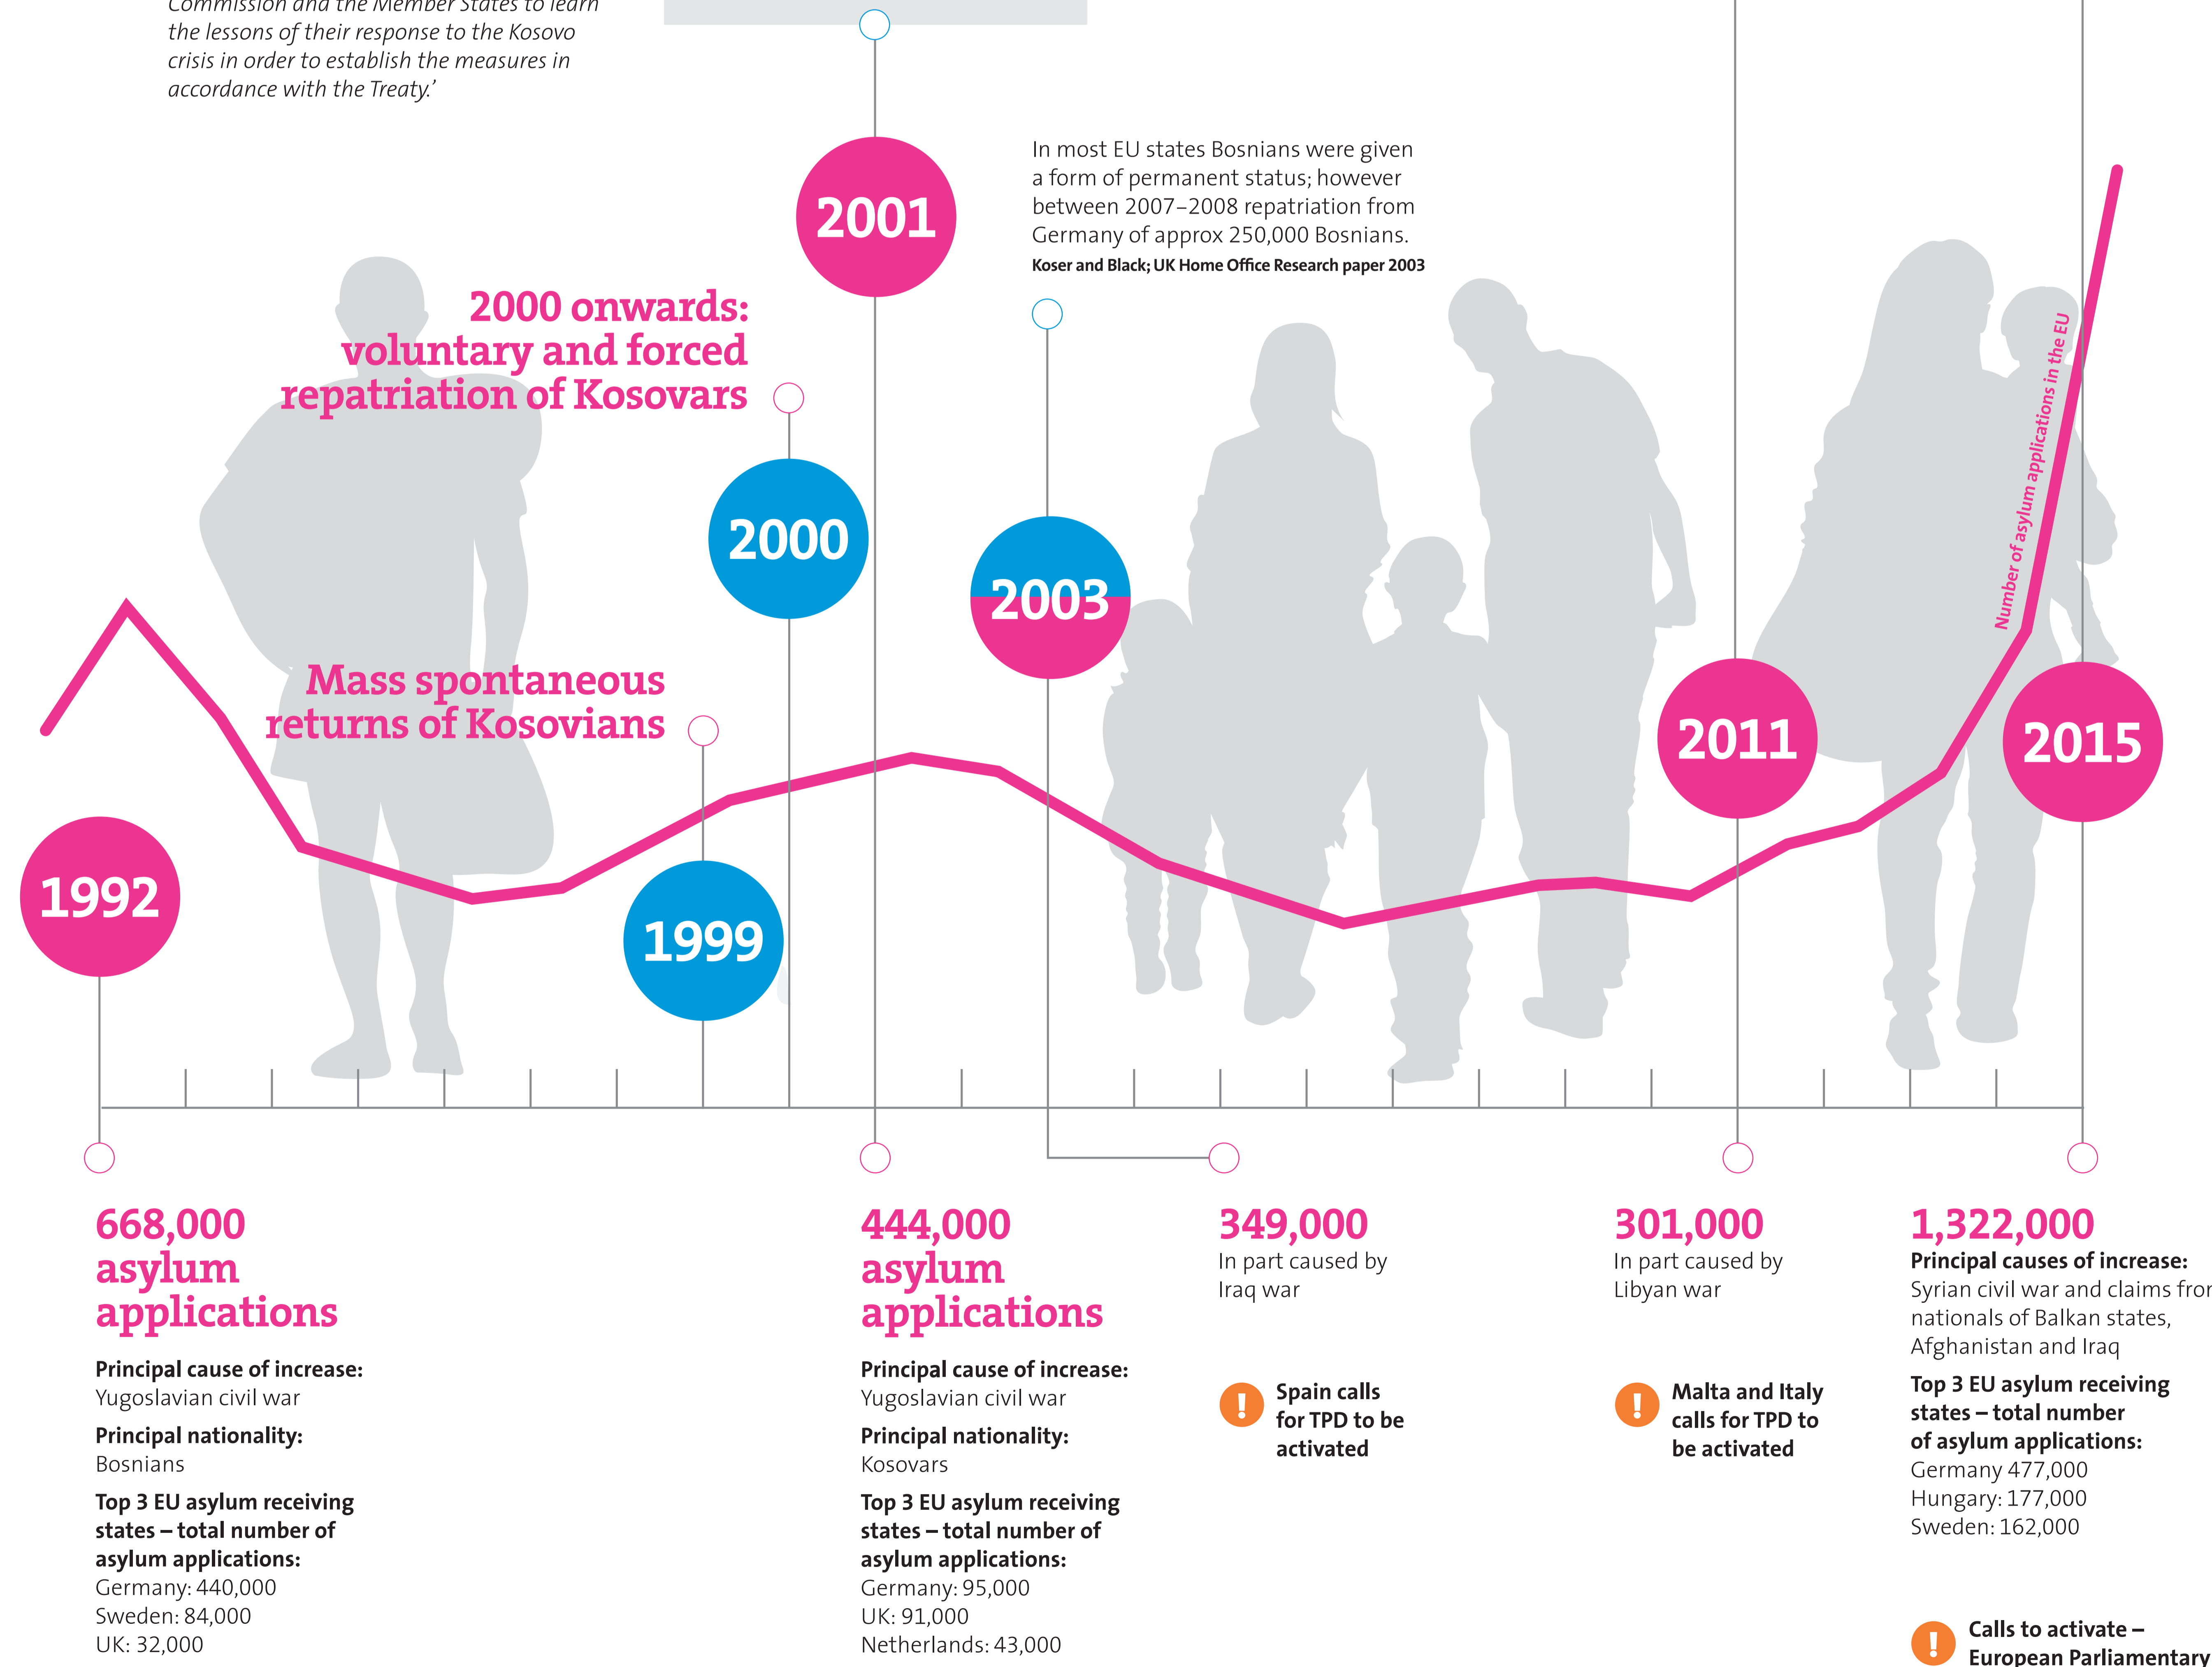 Commission and the Member States to learn
the lessons of their response to the Kosovo
crisis in order to establish the measures in
accordance with the Treaty.’
2001
In most EU states Bosnians were given
a form of permanent status; however
between 2007–2008 repatriation from
Germany of approx 250,000 Bosnians.
Koser and Black; UK Home Office Research paper 2003
2000 onwards:
voluntary and forced
repatriation of Kosovars
2000
2003
Number of asylum applications in the EU
Mass spontaneous
returns of Kosovians
2011
2015
1992
1999
668,000
asylum
applications
Principal cause of increase:
Yugoslavian civil war
Principal nationality:
Bosnians
Top 3 EU asylum receiving
states – total number of
asylum applications:
Germany: 440,000
Sweden: 84,000
UK: 32,000
444,000
asylum
applications
Principal cause of increase:
Yugoslavian civil war
Principal nationality:
Kosovars
Top 3 EU asylum receiving
states – total number of
asylum applications:
Germany: 95,000
UK: 91,000
Netherlands: 43,000
349,000
In part caused by
Iraq war
!
Spain calls
for TPD to be
activated
301,000
In part caused by
Libyan war
!
Malta and Italy
calls for TPD to
be activated
1,322,000
Principal causes of increase:
Syrian civil war and claims from
nationals of Balkan states,
Afghanistan and Iraq
Top 3 EU asylum receiving
states – total number
of asylum applications:
Germany 477,000
Hungary: 177,000
Sweden: 162,000
!
Calls to activate –
European Parliamentary